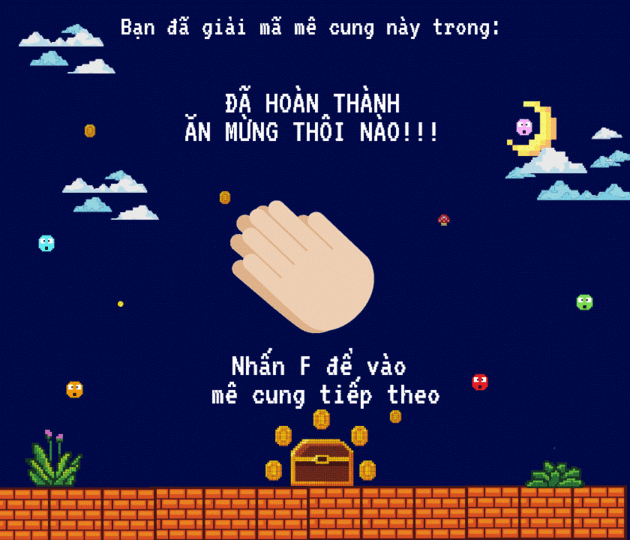 Bạn đã giải mã mê cung này trong:
ĐÃ HOÀN THÀNH
ĂN MỪNG THÔI NÀO!!!
Nhấn F để vào
mê cung tiếp theo